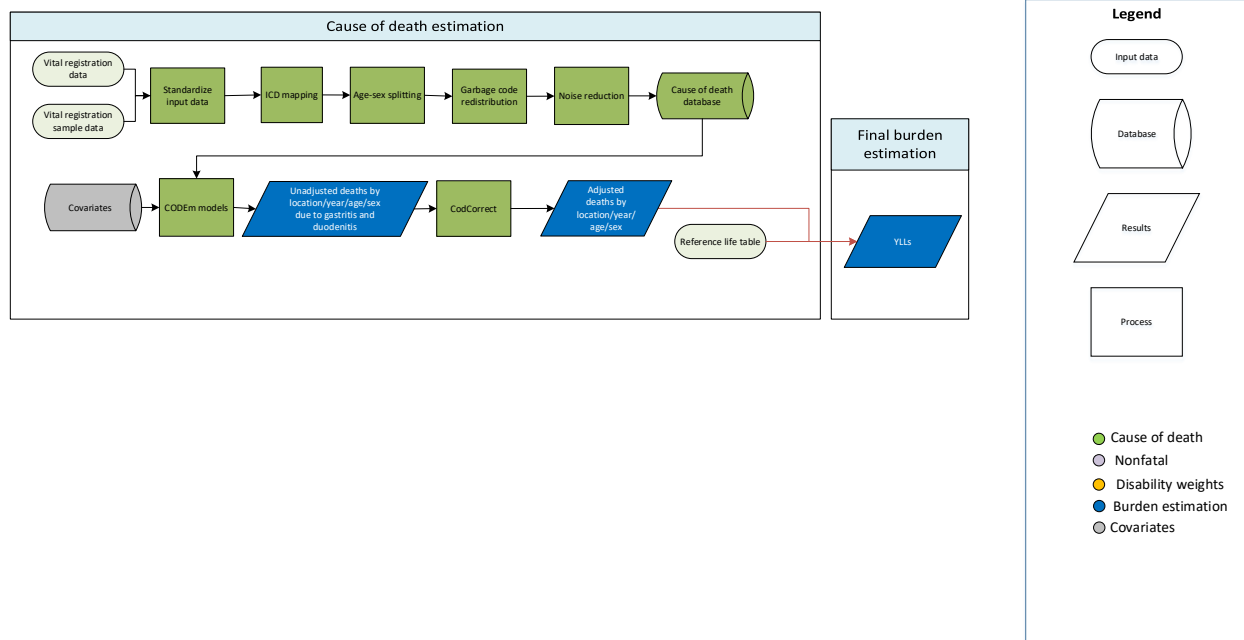 Cause of death estimation
Vital registration
data
Vital registration
sample data
Standardize
input data
ICD mapping
Age-sex splitting
Garbage code
redistribution
Noise reduction
Cause of death
database
Covariates
CODEm models
Unadjusted deaths by
location/year/age/sex
due to gastritis and
duodenitis
CodCorrect
Adjusted
deaths by
location/year/
age/sex
Reference life table
Final burden
estimation
YLLs
Legend
Input data
Database
Results
Process
Cause of death
Nonfatal
Disability weights
Burden estimation
Covariates